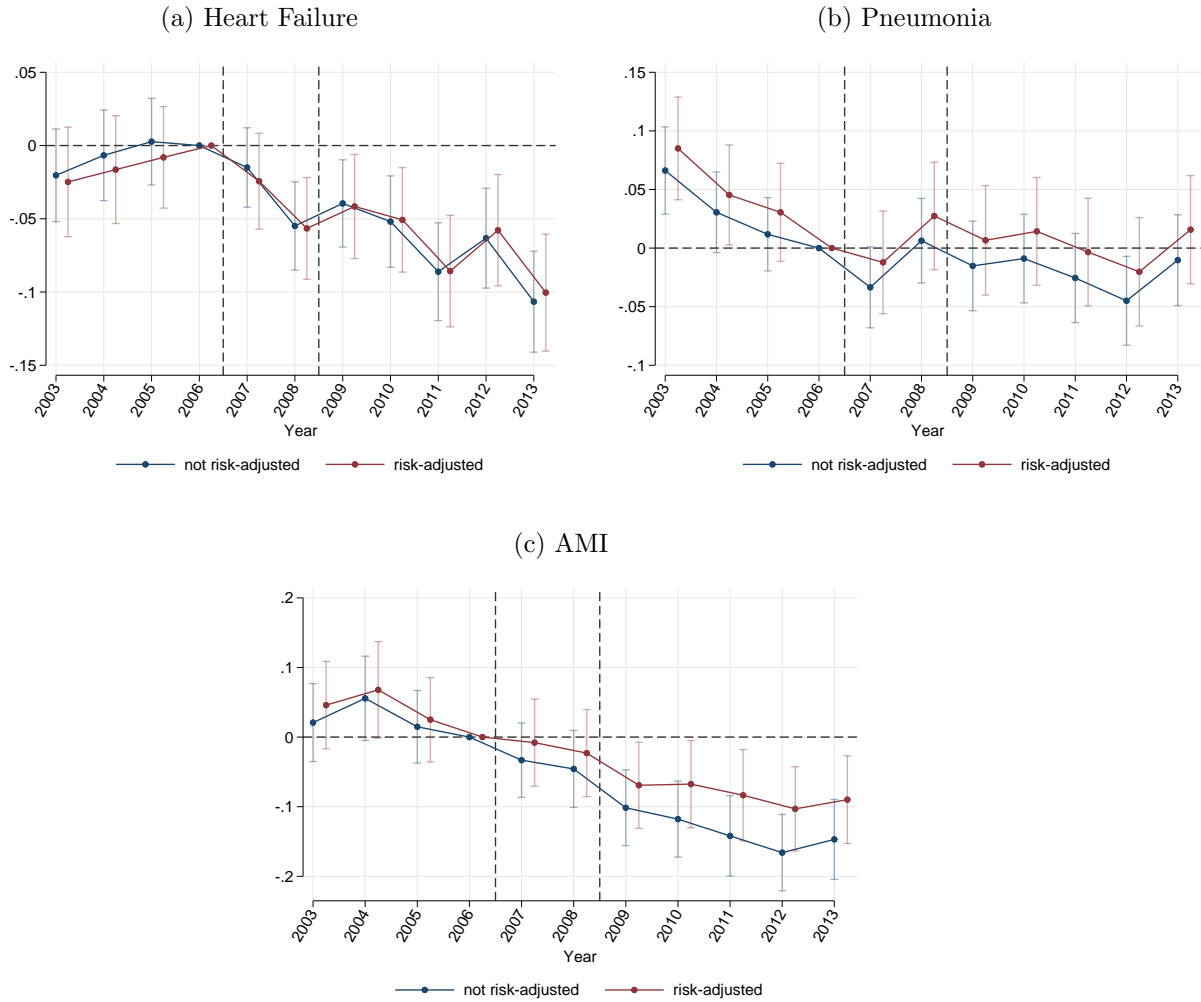 (a) Heart Failure
.05
0
-.05
-.1
-.15
2003 2004 2005 2006 2007 2008 2009 2010 2011 2012 2013
Year
not risk-adjusted risk-adjusted
(b) Pneumonia
.15
.1
.05
0
-.05
-.1
2003 2004 2005 2006 2007 2008 2009 2010 2011 2012 2013
Year
not risk-adjusted risk-adjusted
(c) AMI
.2
.1
0
-.1
-.2
2003 2004 2005 2006 2007 2008 2009 2010 2011 2012 2013
Year
not risk-adjusted risk-adjusted